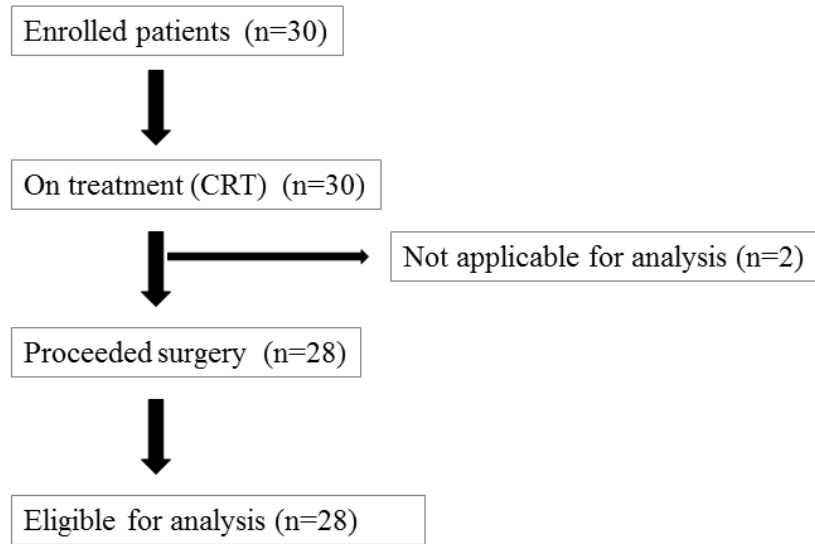 Enrolled patients (n=30)
On treatment (CRT) (n=30)
Not applicable for analysis (n=2)
Proceeded surgery (n=28)
Eligible for analysis (n=28)